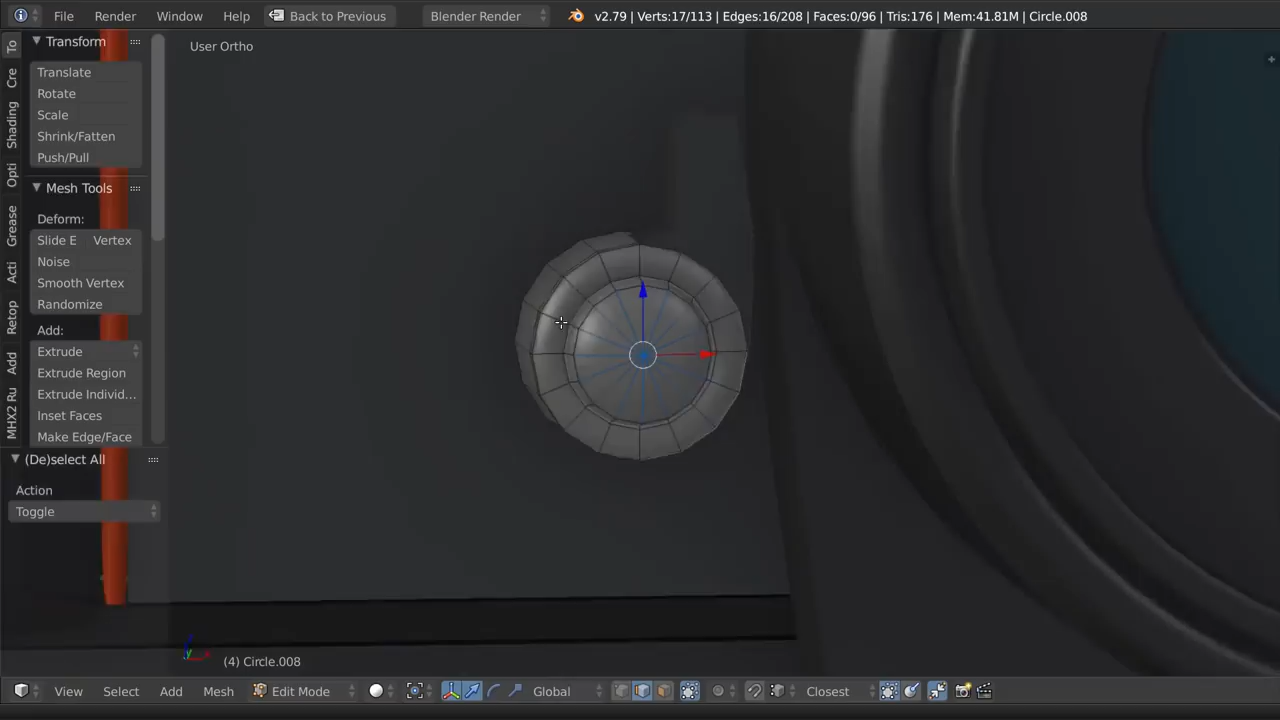 File Render Window Help Back to Previous Blender Render v2.79 | Verts:17/113 | Edges:16/208 | Faces:0/96 | Tris:176 | Mem:41.81M | Circle.008
To
Cre
Shading
Opti
Grease
Acti
Retop
Add
MHX2 Ru
Transform
Translate
Rotate
Scale
Shrink/Fatten
Push/Pull
Mesh Tools
Deform:
Slide E Vertex
Noise
Smooth Vertex
Randomize
Add:
Extrude
Extrude Region
Extrude Individ...
Inset Faces
Make Edge/Face
(De)select All
Action
Toggle
User Ortho
(4) Circle.008
View Select Add Mesh Edit Mode Global Closest